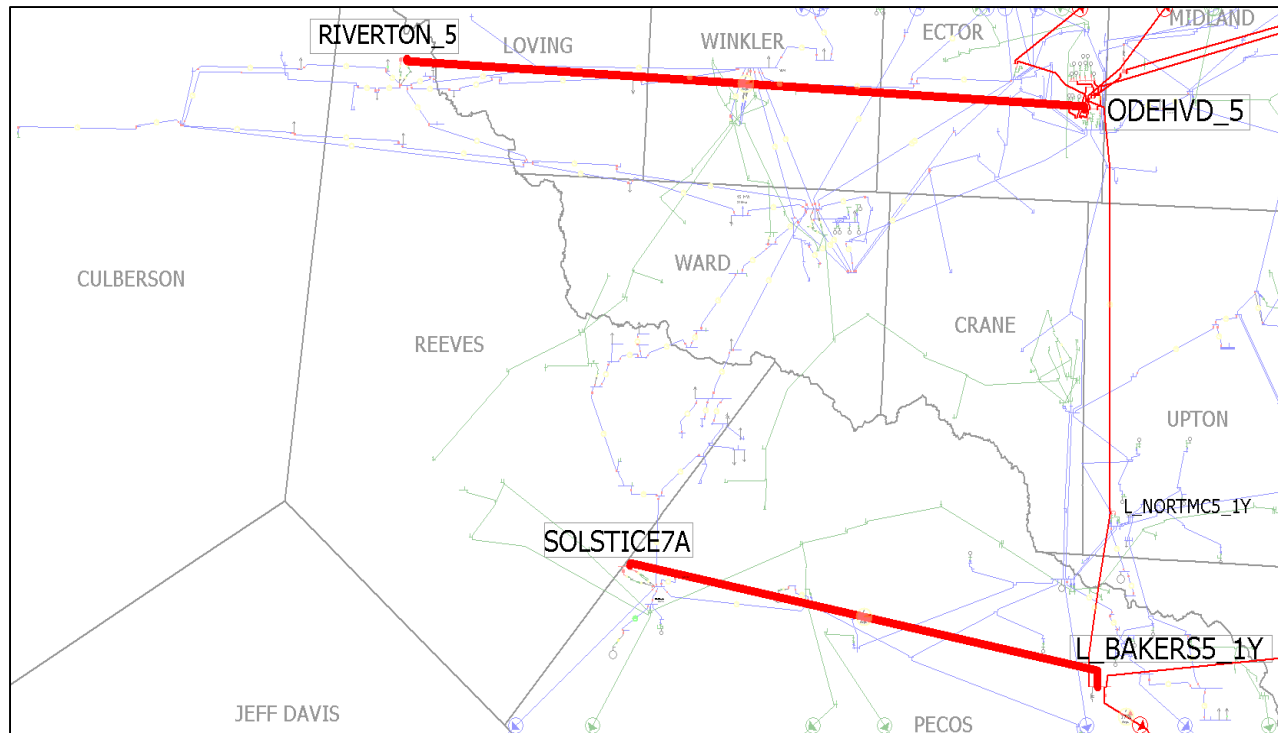 MIDLAND
RIVERTON_5
LOVING
WINKLER
ECTOR
ODEHVD_5
CULBERSON
WARD
REEVES
CRANE
UPTON
L_NORTMC5_1Y
SOLSTICE7A
L_BAKERS5_1Y
JEFF DAVIS
PECOS